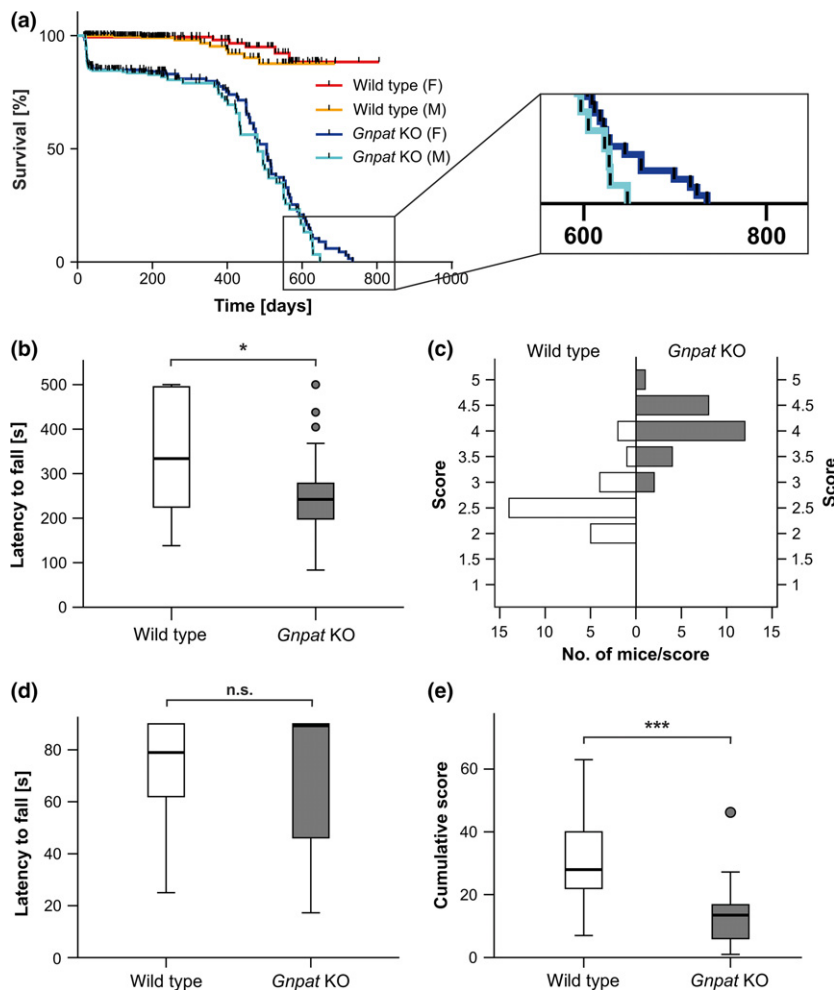 (a)
100
50
0
Survival [%]
0 200 400 600 800 1000
Time [days]
Wild type (F)
Wild type (M)
Gnpat KO (F)
Gnpat KO (M)
600 800
(b)
*
500
400
300
200
100
0
Latency to fall [s]
Wild type Gnpat KO
(c)
Wild type Gnpat KO
5 5
4.5 4.5
4 4
3.5 3.5
3 3
2.5 2.5
2 2
1.5 1.5
1 1
Score Score
15 10 5 0 5 10 15
No. of mice/score
(d)
n.s.
80
60
40
20
0
Latency to fall [s]
Wild type Gnpat KO
(e)
***
60
40
20
0
Cumulative score
Wild type Gnpat KO